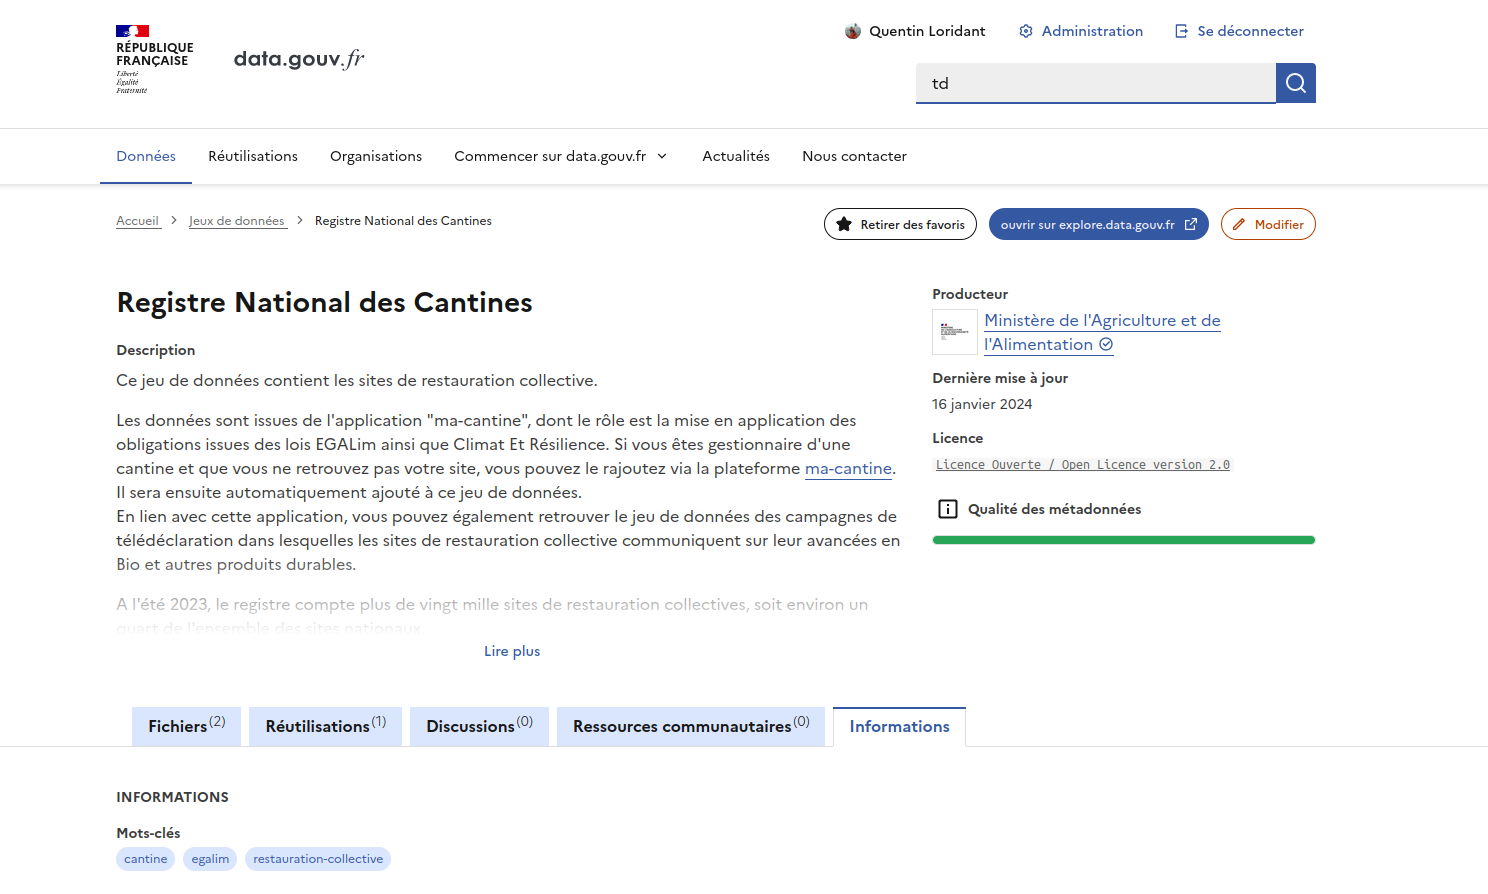 RÉPUBLIQUE
FRANÇAISE
Liberté
Égalité
Fraternité
data.gouv.fr
Quentin Loridant
Administration
Se déconnecter
td
Données
Réutilisations
Organisations
Commencer sur data.gouv.fr
Actualités
Nous contacter
Accueil > Jeux de données > Registre National des Cantines
Retirer des favoris
ouvrir sur explore.data.gouv.fr
Modifier
Registre National des Cantines
Description
Ce jeu de données contient les sites de restauration collective.
Les données sont issues de l'application "ma-cantine", dont le rôle est la mise en application des
obligations issues des lois EGALim ainsi que Climat Et Résilience. Si vous êtes gestionnaire d'une
cantine et que vous ne retrouvez pas votre site, vous pouvez le rajoutez via la plateforme ma-cantine.
Il sera ensuite automatiquement ajouté à ce jeu de données.
En lien avec cette application, vous pouvez également retrouver le jeu de données des campagnes de
télédéclaration dans lesquelles les sites de restauration collective communiquent sur leur avancées en
Bio et autres produits durables.
A l'été 2023, le registre compte plus de vingt mille sites de restauration collectives, soit environ un
quart de l'ensemble des sites nationaux.
Lire plus
Producteur
Ministère de l'Agriculture et de
l'Alimentation
Dernière mise à jour
16 janvier 2024
Licence
Licence Ouverte / Open Licence version 2.0
Qualité des métadonnées
Fichiers(2)
Réutilisations(1)
Discussions(0)
Ressources communautaires(0)
Informations
INFORMATIONS
Mots-clés
cantine
egalim
restauration-collective